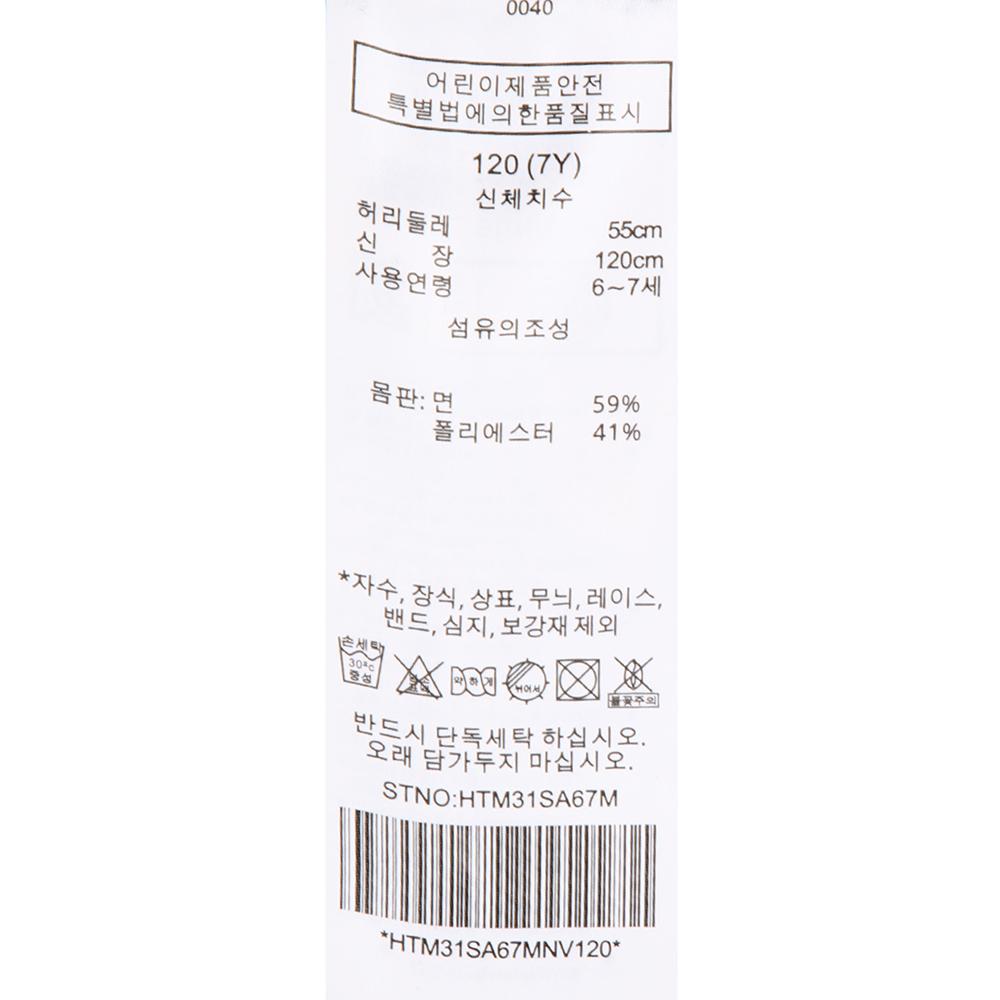 0040
어린이제품안전
특별법에의한품질표시
120 (7Y)
신체치수
허리둘레 55cm
신 장 120cm
사용연령 6~7세
섬유의조성
몸판: 면 59%
폴리에스터 41%
*자수, 장식, 상표, 무늬, 레이스,
밴드, 심지, 보강재 제외
손세탁
30°C
중성
약하게
뉘어서
불꽃주의
반드시 단독세탁 하십시오.
오래 담가두지 마십시오.
STNO:HTM31SA67M
*HTM31SA67MNV120*